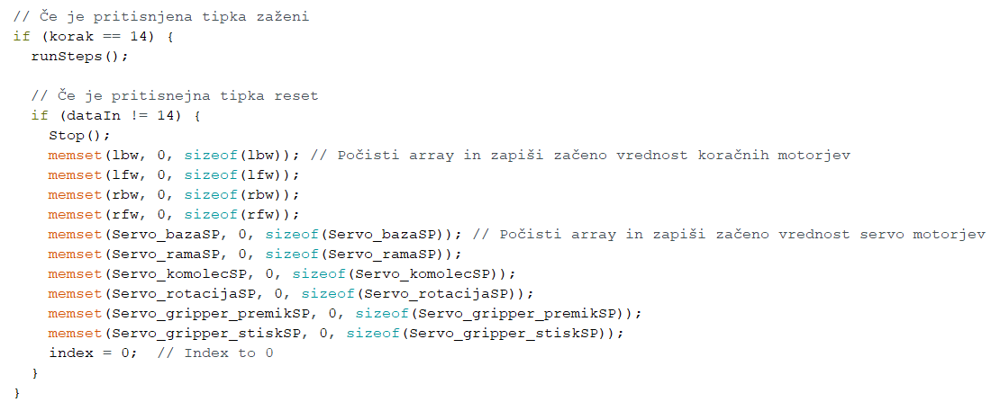 // Če je pritisnjena tipka zaženi
if (korak == 14) {
  runSteps();

  // Če je pritisnejna tipka reset
  if (dataIn != 14) {
    Stop();
    memset(lbw, 0, sizeof(lbw)); // Počisti array in zapiši začeno vrednost koračnih motorjev
    memset(lfw, 0, sizeof(lfw));
    memset(rbw, 0, sizeof(rbw));
    memset(rfw, 0, sizeof(rfw));
    memset(Servo_bazaSP, 0, sizeof(Servo_bazaSP)); // Počisti array in zapiši začeno vrednost servo motorjev
    memset(Servo_ramaSP, 0, sizeof(Servo_ramaSP));
    memset(Servo_komolecSP, 0, sizeof(Servo_komolecSP));
    memset(Servo_rotacijaSP, 0, sizeof(Servo_rotacijaSP));
    memset(Servo_gripper_premikSP, 0, sizeof(Servo_gripper_premikSP));
    memset(Servo_gripper_stiskSP, 0, sizeof(Servo_gripper_stiskSP));
    index = 0;  // Index to 0
  }
}